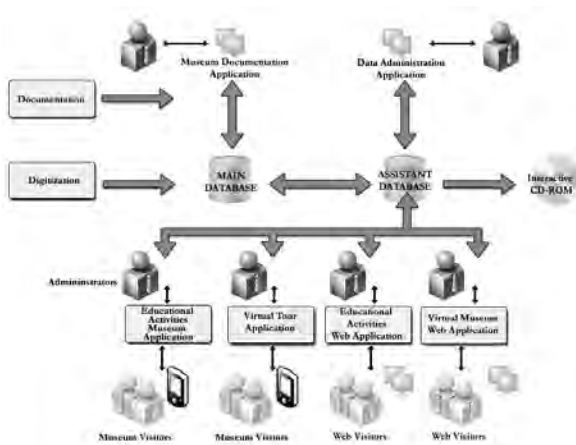 Museum Documentation
Application
Data Administration
Application
Documentation
Digitization
MAIN
DATABASE
ASSISTANT
DATABASE
Interactive
CD-ROM
Admininstrators
Educational
Activities
Museum
Application
Virtual Tour
Application
Educational
Activities
Web Application
Virtual Museum
Web Application
Museum Visitors
Museum Visitors
Web Visitors
Web Visitors